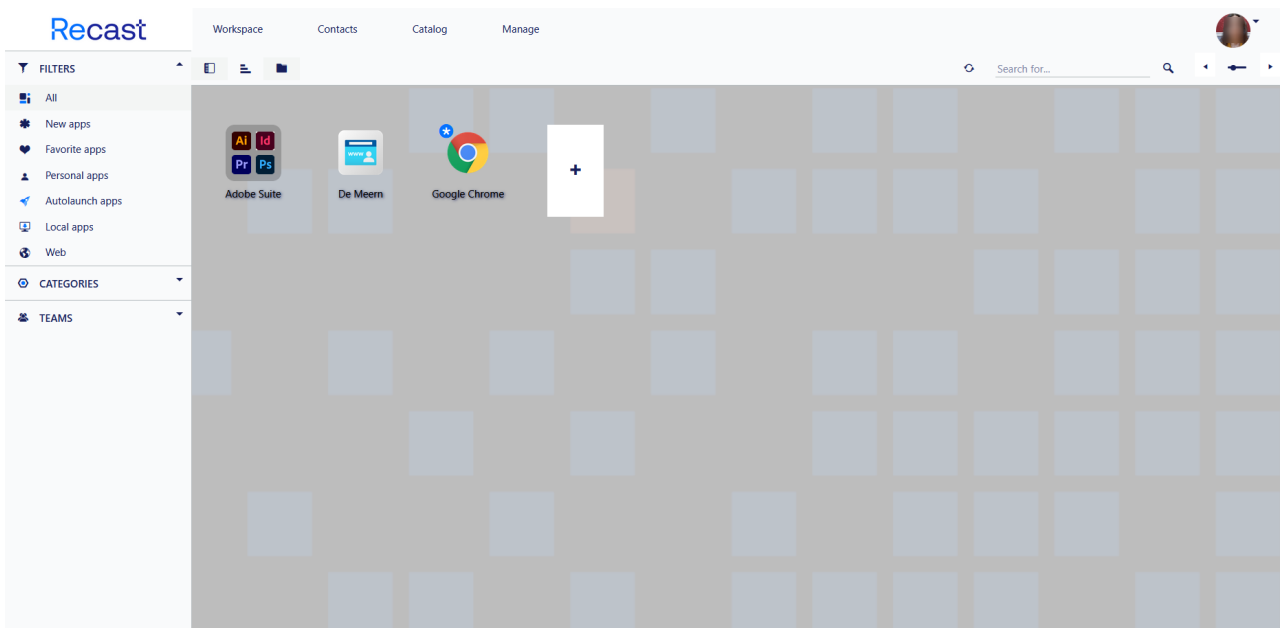 Recast
Workspace Contacts Catalog Manage
FILTERS
Search for...
All
New apps
Favorite apps
Personal apps
Autolaunch apps
Local apps
Web
CATEGORIES
TEAMS
Ai Id
Pr Ps
www
+
Adobe Suite De Meern Google Chrome